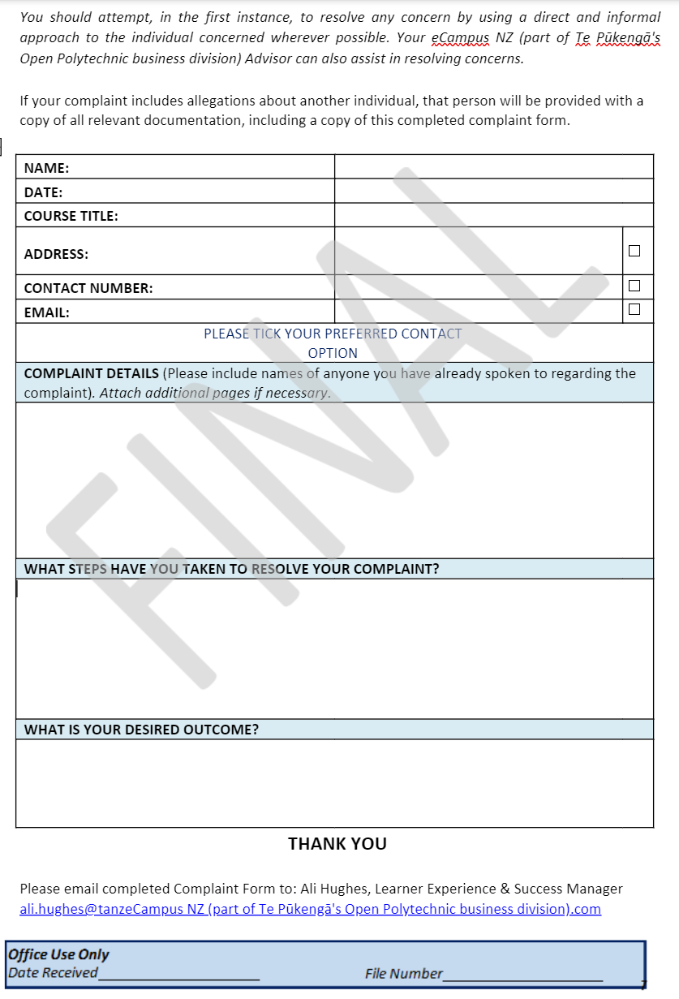 You should attempt, in the first instance, to resolve any concern by using a direct and informal
approach to the individual concerned wherever possible. Your eCampus NZ (part of Te Pūkengā's
Open Polytechnic business division) Advisor can also assist in resolving concerns.
If your complaint includes allegations about another individual, that person will be provided with a
copy of all relevant documentation, including a copy of this completed complaint form.
NAME:
DATE:
COURSE TITLE:
ADDRESS:
CONTACT NUMBER:
EMAIL:
PLEASE TICK YOUR PREFERRED CONTACT
OPTION
COMPLAINT DETAILS (Please include names of anyone you have already spoken to regarding the
complaint). Attach additional pages if necessary.
WHAT STEPS HAVE YOU TAKEN TO RESOLVE YOUR COMPLAINT?
WHAT IS YOUR DESIRED OUTCOME?
FINAL
THANK YOU
Please email completed Complaint Form to: Ali Hughes, Learner Experience & Success Manager
ali.hughes@tanzeCampus NZ (part of Te Pūkengā's Open Polytechnic business division).com
Office Use Only
Date Received____________________ File Number____________________
7